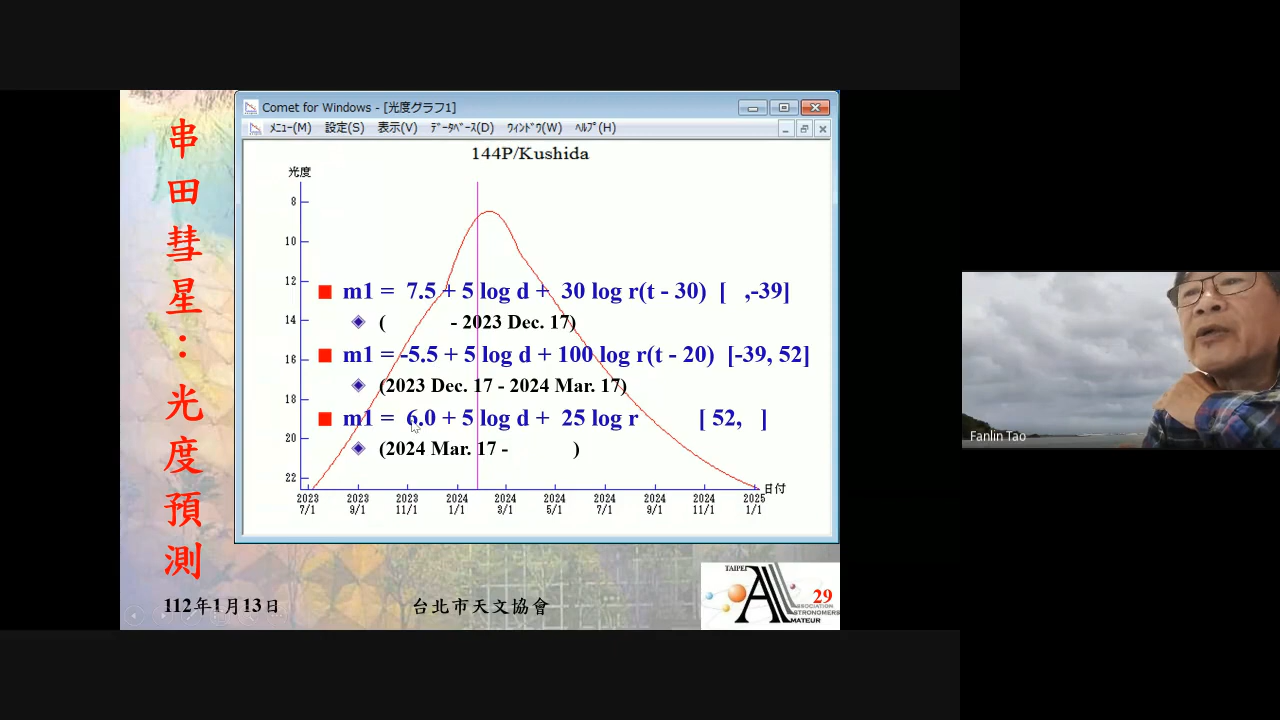 串田彗星：光度預測
Comet for Windows - [光度グラフ1]
ﾒﾆｭｰ(M) 設定(S) 表示(V) ﾃﾞｰﾀﾍﾞｰｽ(D) ｳｨﾝﾄﾞｳ(W) ﾍﾙﾌﾟ(H)
144P/Kushida
光度
8
10
12
14
16
18
20
22
m1 = 7.5 + 5 log d + 30 log r(t - 30) [ ,-39]
( - 2023 Dec. 17)
m1 = -5.5 + 5 log d + 100 log r(t - 20) [-39, 52]
(2023 Dec. 17 - 2024 Mar. 17)
m1 = 6.0 + 5 log d + 25 log r [ 52, ]
(2024 Mar. 17 - )
日付
2023 2023 2023 2024 2024 2024 2024 2024 2024 2025
7/1 9/1 11/1 1/1 3/1 5/1 7/1 9/1 11/1 1/1
112年1月13日
台北市天文協會
TAIPEI
ASSOCIATION
ASTRONOMERS
AMATEUR
29
Fanlin Tao